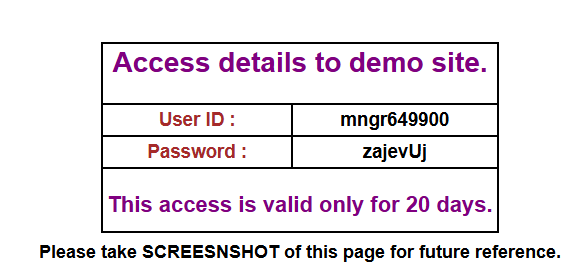 Access details to demo site.
User ID : mngr649900
Password : zajevUj
This access is valid only for 20 days.
Please take SCREESNSHOT of this page for future reference.